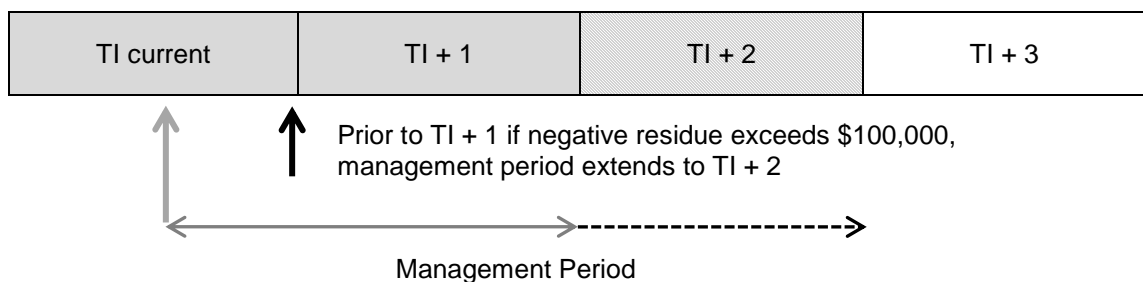 TI current
TI + 1
TI + 2
TI + 3
Prior to TI + 1 if negative residue exceeds $100,000,
management period extends to TI + 2
Management Period